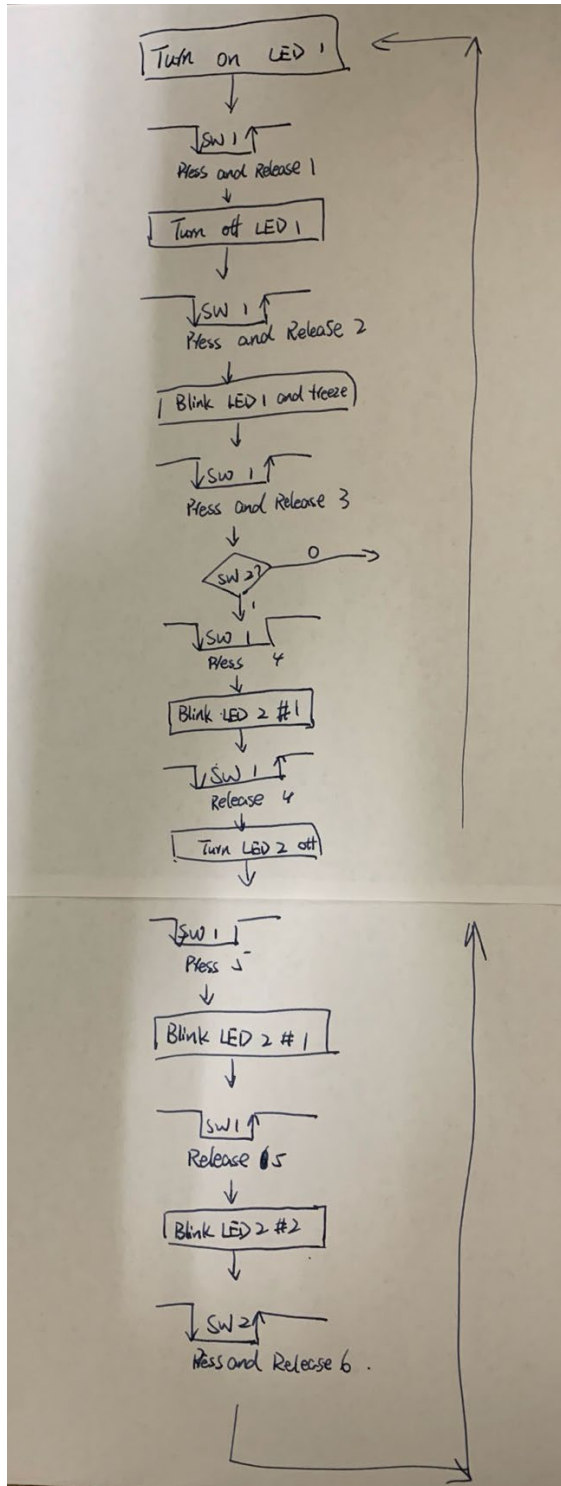 Turn on LED 1
SW 1
Press and Release 1
Turn off LED 1
SW 1
Press and Release 2
Blink LED 1 and freeze
SW 1
Press and Release 3
SW 2?
0
1
SW 1
Press 4
Blink LED 2 #1
SW 1
Release 4
Turn LED 2 off
SW 1
Press 5
Blink LED 2 #1
SW 1
Release 5
Blink LED 2 #2
SW 2
Press and Release 6.